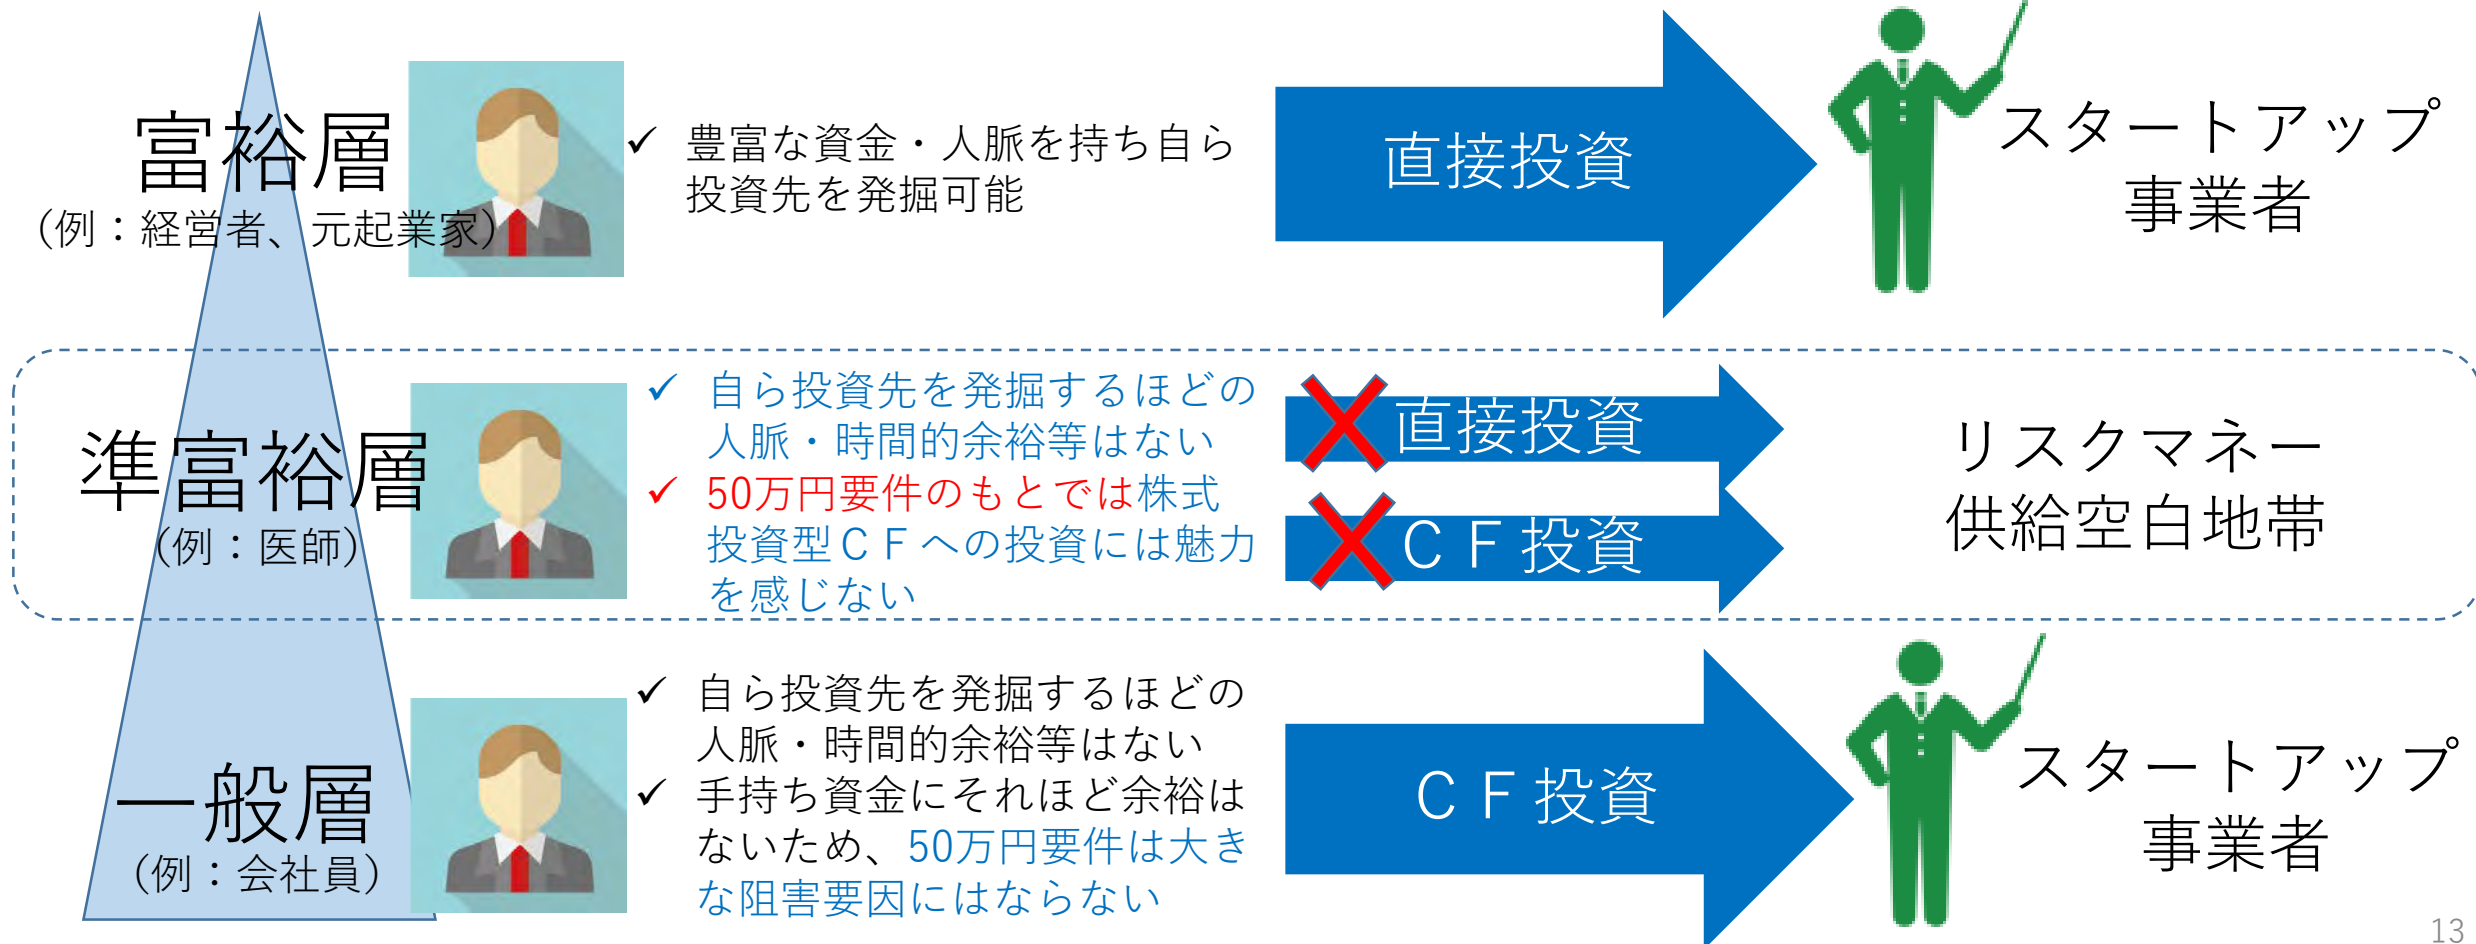 富裕層
（例：経営者、元起業家）
✓ 豊富な資金・人脈を持ち自ら
投資先を発掘可能
直接投資
スタートアップ
事業者
準富裕層
（例：医師）
✓ 自ら投資先を発掘するほどの
人脈・時間的余裕等はない
✓ 50万円要件のもとでは株式
投資型ＣＦへの投資には魅力
を感じない
直接投資
ＣＦ投資
リスクマネー
供給空白地帯
一般層
（例：会社員）
✓ 自ら投資先を発掘するほどの
人脈・時間的余裕等はない
✓ 手持ち資金にそれほど余裕は
ないため、50万円要件は大き
な阻害要因にはならない
ＣＦ投資
スタートアップ
事業者
13